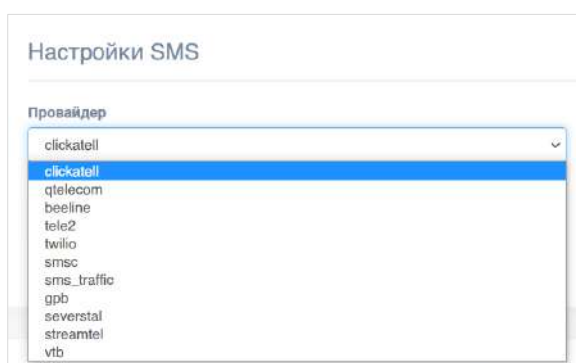 Настройки SMS
Провайдер
clickatell
clickatell
qtelecom
beeline
tele2
twilio
smsc
sms_traffic
gpb
severstal
streamtel
vtb